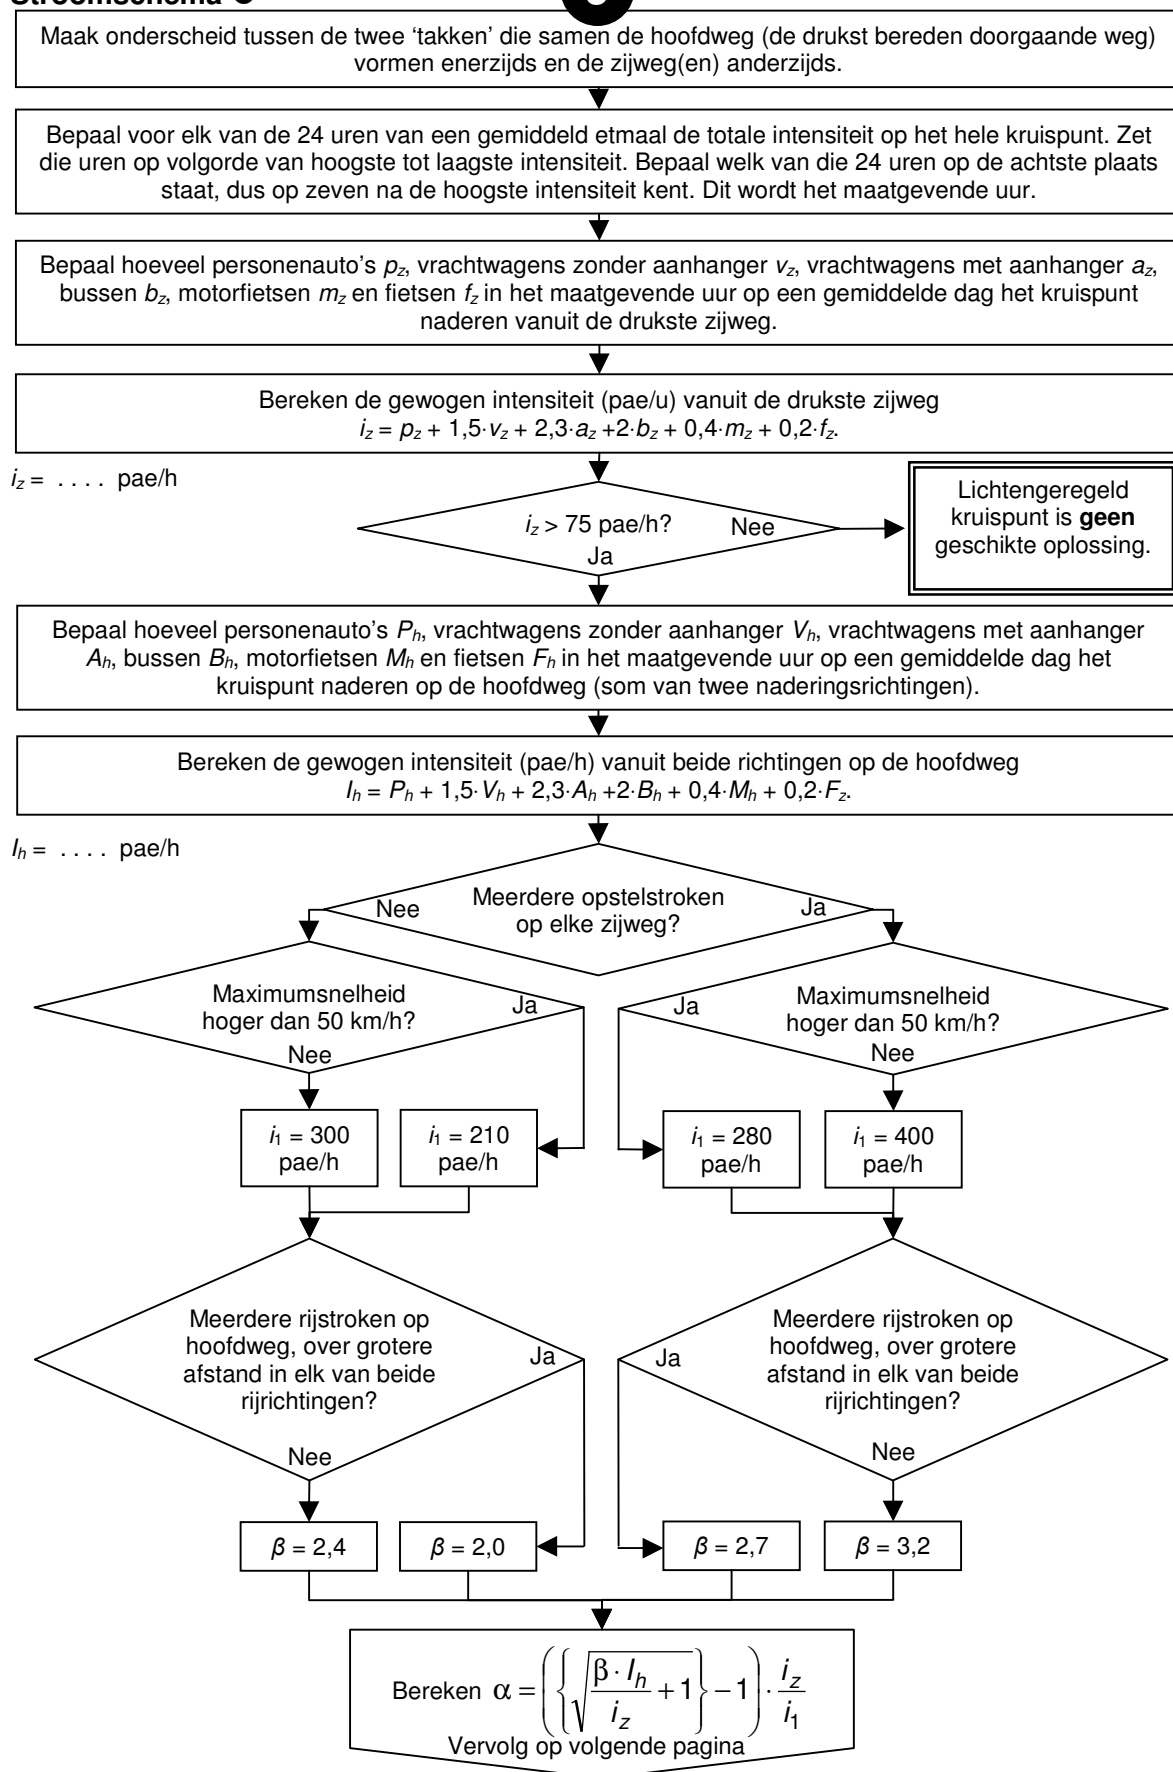 Stroomschema
Maak onderscheid tussen de twee ‘takken’ die samen de hoofdweg (de drukst bereden doorgaande weg)
vormen enerzijds en de zijweg(en) anderzijds.
Bepaal voor elk van de 24 uren van een gemiddeld etmaal de totale intensiteit op het hele kruispunt. Zet
die uren op volgorde van hoogste tot laagste intensiteit. Bepaal welk van die 24 uren op de achtste plaats
staat, dus op zeven na de hoogste intensiteit kent. Dit wordt het maatgevende uur.
Bepaal hoeveel personenauto’s pz, vrachtwagens zonder aanhanger vz, vrachtwagens met aanhanger az,
bussen bz, motorfietsen mz en fietsen fz in het maatgevende uur op een gemiddelde dag het kruispunt
naderen vanuit de drukste zijweg.
Bereken de gewogen intensiteit (pae/u) vanuit de drukste zijweg
iz = pz + 1,5·vz + 2,3·az +2·bz + 0,4·mz + 0,2·fz.
iz = . . . . pae/h
iz > 75 pae/h?
Nee
Ja
Lichtengeregeld
kruispunt is geen
geschikte oplossing.
Bepaal hoeveel personenauto’s Ph, vrachtwagens zonder aanhanger Vh, vrachtwagens met aanhanger
Ah, bussen Bh, motorfietsen Mh en fietsen Fh in het maatgevende uur op een gemiddelde dag het
kruispunt naderen op de hoofdweg (som van twee naderingsrichtingen).
Bereken de gewogen intensiteit (pae/h) vanuit beide richtingen op de hoofdweg
Ih = Ph + 1,5·Vh + 2,3·Ah +2·Bh + 0,4·Mh + 0,2·Fz.
Ih = . . . . pae/h
Nee
Meerdere opstelstroken
op elke zijweg?
Ja
Maximumsnelheid
hoger dan 50 km/h?
Ja
Nee
Ja
Maximumsnelheid
hoger dan 50 km/h?
Nee
i1 = 300
pae/h
i1 = 210
pae/h
i1 = 280
pae/h
i1 = 400
pae/h
Meerdere rijstroken op
hoofdweg, over grotere
afstand in elk van beide
rijrichtingen?
Ja
Nee
Ja
Meerdere rijstroken op
hoofdweg, over grotere
afstand in elk van beide
rijrichtingen?
Nee
β = 2,4
β = 2,0
β = 2,7
β = 3,2
Bereken α = ({√(β · Ih / iz + 1)} − 1) · iz / i1
Vervolg op volgende pagina